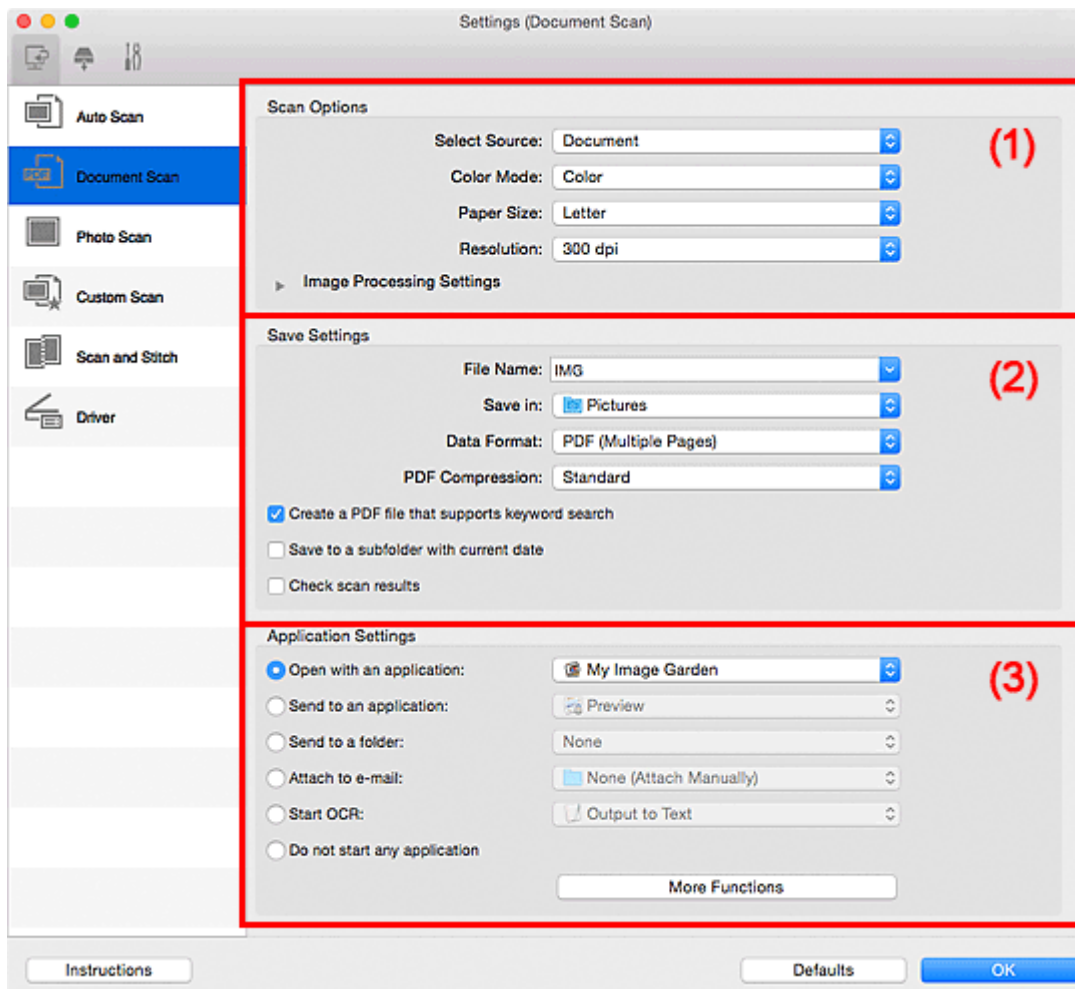 Settings (Document Scan)
Auto Scan
PDF Document Scan
Photo Scan
Custom Scan
Scan and Stitch
Driver
Scan Options
(1)
Select Source: Document
Color Mode: Color
Paper Size: Letter
Resolution: 300 dpi
Image Processing Settings
Save Settings
(2)
File Name: IMG
Save in: Pictures
Data Format: PDF (Multiple Pages)
PDF Compression: Standard
Create a PDF file that supports keyword search
Save to a subfolder with current date
Check scan results
Application Settings
(3)
Open with an application: My Image Garden
Send to an application: Preview
Send to a folder: None
Attach to e-mail: None (Attach Manually)
Start OCR: Output to Text
Do not start any application
More Functions
Instructions
Defaults
OK